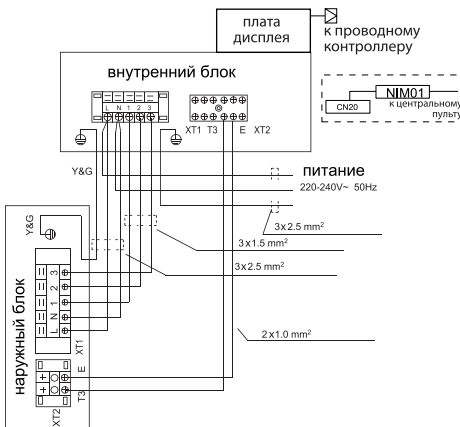 плата
дисплея
к проводному
контроллеру
внутренний блок
NIM01
CN20
к центральному
пульту
L N 1 2 3
XT1 T3 E XT2
Y&G
питание
220-240V~ 50Hz
3x2.5 mm²
3x1.5 mm²
3x2.5 mm²
2x1.0 mm²
Y&G
наружный блок
L N 1 2 3
XT1
T3 E
XT2